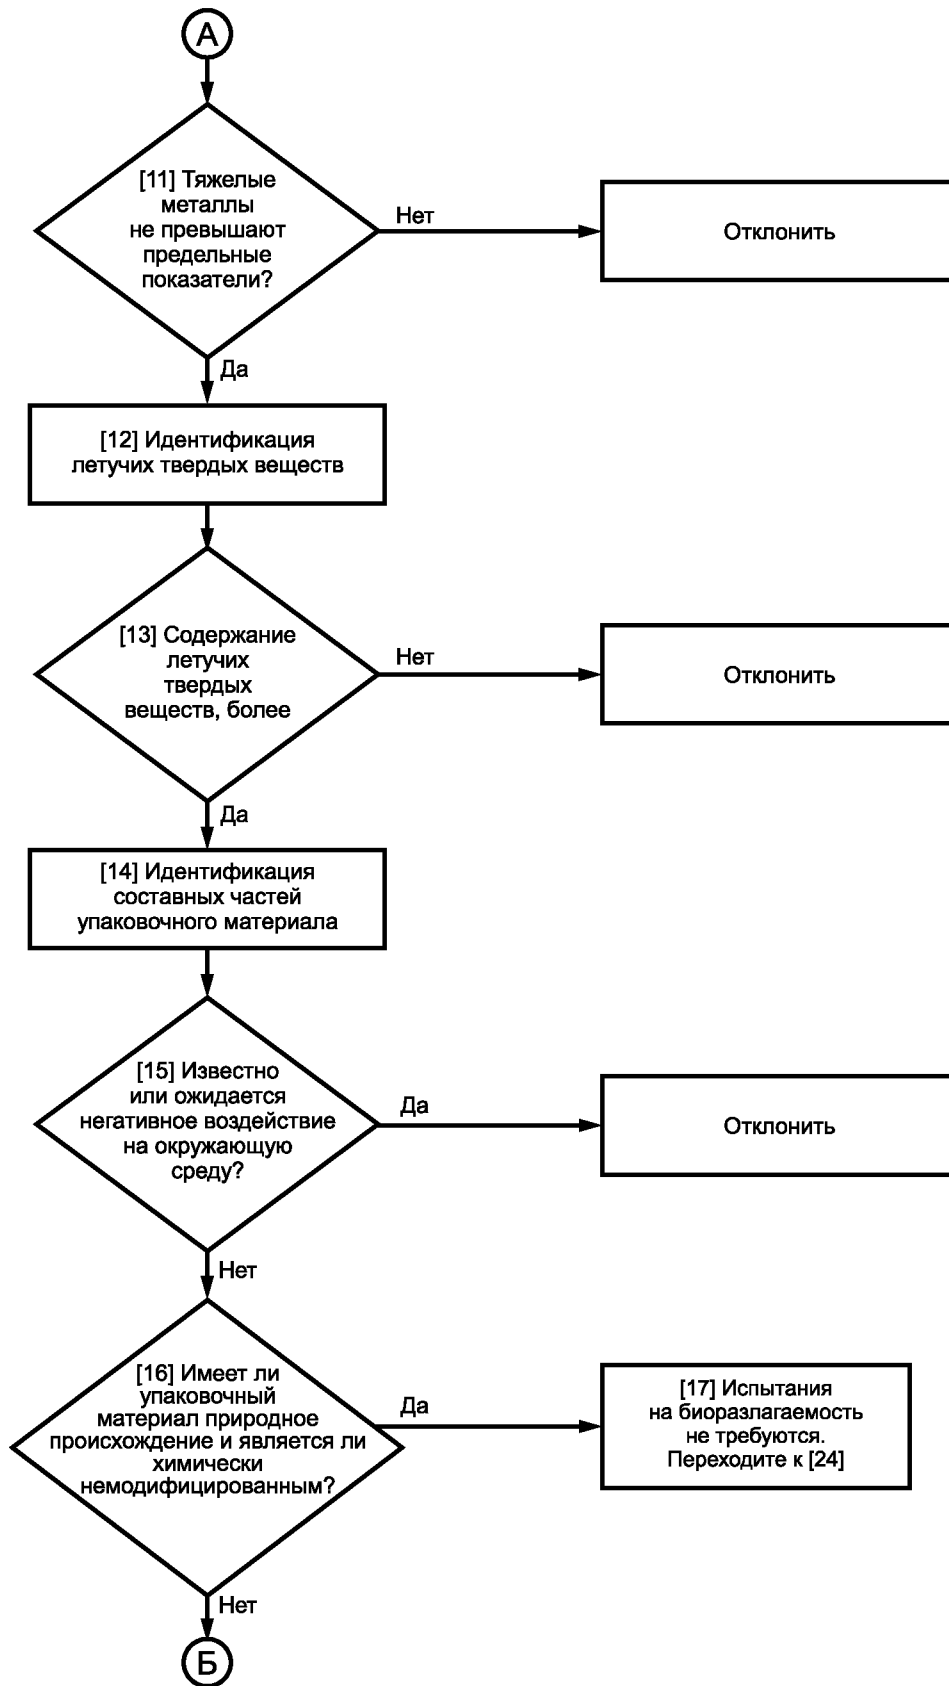 А
[11] Тяжелые
металлы
не превышают
предельные
показатели?
Нет
Отклонить
Да
[12] Идентификация
летучих твердых веществ
[13] Содержание
летучих
твердых
веществ, более
Нет
Отклонить
Да
[14] Идентификация
составных частей
упаковочного материала
[15] Известно
или ожидается
негативное воздействие
на окружающую
среду?
Да
Отклонить
Нет
[16] Имеет ли
упаковочный
материал природное
происхождение и является ли
химически
немодифицированным?
Да
[17] Испытания
на биоразлагаемость
не требуются.
Переходите к [24]
Нет
Б